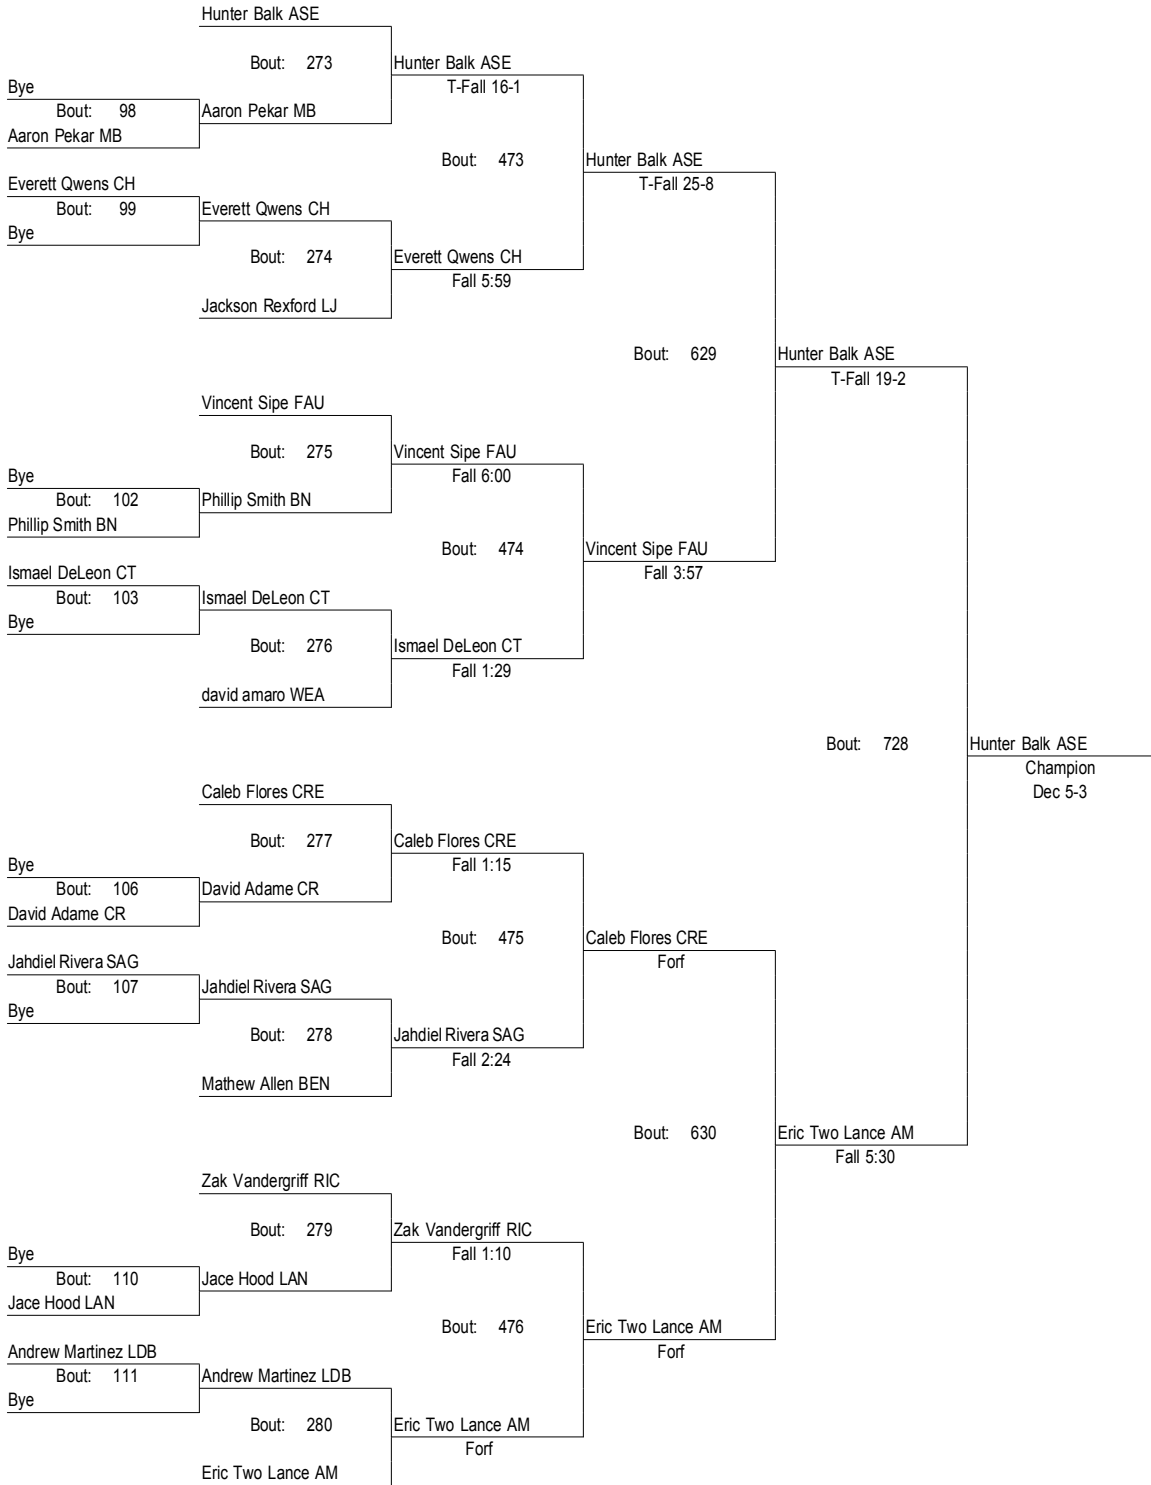 Hunter Balk ASE
Bout: 273
Hunter Balk ASE
Bye
T-Fall 16-1
Bout: 98
Aaron Pekar MB
Aaron Pekar MB
Bout: 473
Hunter Balk ASE
Everett Qwens CH
T-Fall 25-8
Bout: 99
Everett Qwens CH
Bye
Bout: 274
Everett Qwens CH
Fall 5:59
Jackson Rexford LJ
Bout: 629
Hunter Balk ASE
T-Fall 19-2
Vincent Sipe FAU
Bout: 275
Vincent Sipe FAU
Bye
Fall 6:00
Bout: 102
Phillip Smith BN
Phillip Smith BN
Bout: 474
Vincent Sipe FAU
Ismael DeLeon CT
Fall 3:57
Bout: 103
Ismael DeLeon CT
Bye
Bout: 276
Ismael DeLeon CT
Fall 1:29
david amaro WEA
Bout: 728
Hunter Balk ASE
Champion
Dec 5-3
Caleb Flores CRE
Bout: 277
Caleb Flores CRE
Bye
Fall 1:15
Bout: 106
David Adame CR
David Adame CR
Bout: 475
Caleb Flores CRE
Jahdiel Rivera SAG
Forf
Bout: 107
Jahdiel Rivera SAG
Bye
Bout: 278
Jahdiel Rivera SAG
Fall 2:24
Mathew Allen BEN
Bout: 630
Eric Two Lance AM
Fall 5:30
Zak Vandergriff RIC
Bout: 279
Zak Vandergriff RIC
Bye
Fall 1:10
Bout: 110
Jace Hood LAN
Jace Hood LAN
Bout: 476
Eric Two Lance AM
Andrew Martinez LDB
Forf
Bout: 111
Andrew Martinez LDB
Bye
Bout: 280
Eric Two Lance AM
Forf
Eric Two Lance AM